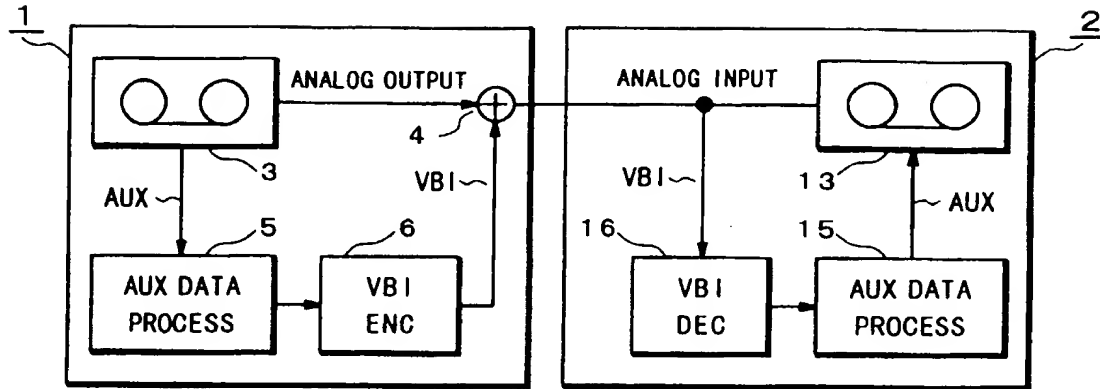 1
2
ANALOG OUTPUT
ANALOG INPUT
4
3
13
AUX
VBI
VBI
AUX
5
6
16
15
AUX DATA
PROCESS
VBI
ENC
VBI
DEC
AUX DATA
PROCESS